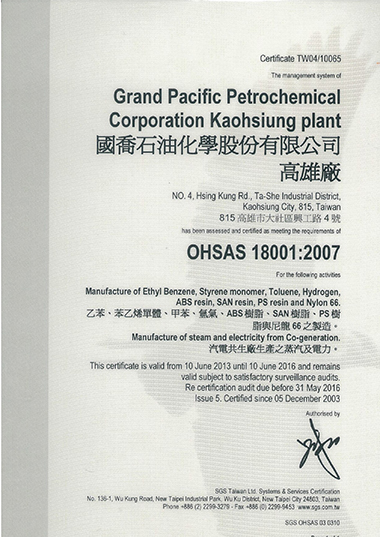 Certificate TW04/10065
The management system of
Grand Pacific Petrochemical
Corporation Kaohsiung plant
國喬石油化學股份有限公司
高雄廠
NO. 4, Hsing Kung Rd., Ta-She Industrial District,
Kaohsiung City, 815, Taiwan
815 高雄市大社區興工路 4 號
has been assessed and certified as meeting the requirements of
OHSAS 18001:2007
For the following activities
Manufacture of Ethyl Benzene, Styrene monomer, Toluene, Hydrogen,
ABS resin, SAN resin, PS resin and Nylon 66.
乙苯、苯乙烯單體、甲苯、氫氣、ABS 樹脂、SAN 樹脂、PS 樹
脂與尼龍 66 之製造。
Manufacture of steam and electricity from Co-generation.
汽電共生廠生產之蒸汽及電力。
This certificate is valid from 10 June 2013 until 10 June 2016 and remains
valid subject to satisfactory surveillance audits.
Re certification audit due before 31 May 2016
Issue 5. Certified since 05 December 2003
Authorised by
SGS Taiwan Ltd. Systems & Services Certification
No. 136-1, Wu Kung Road, New Taipei Industrial Park, Wu Ku District, New Taipei City 24803, Taiwan
Phone +886 (2) 2299-3279 - Fax +886 (0) 2299-9453 www.sgs.com.tw
SGS OHSAS 03 0310